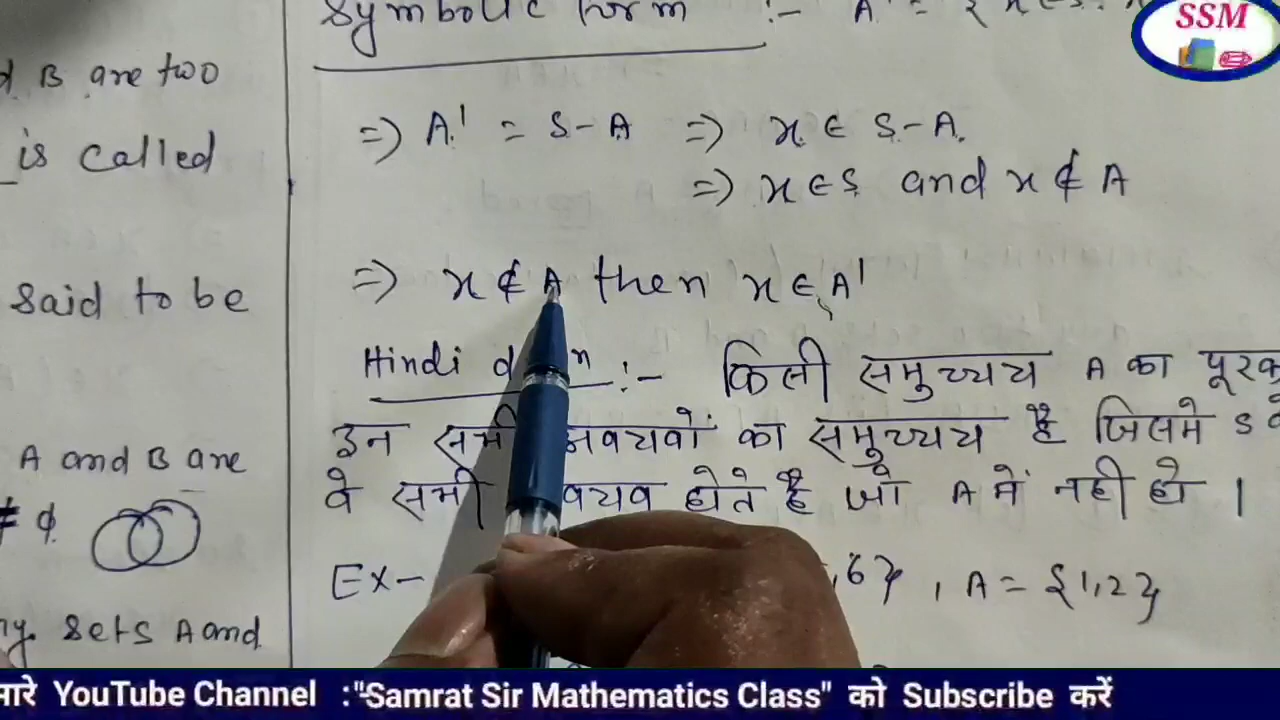 Symbolic form :- A' = { x ∈ S
SSM
B are two
is called
said to be
A and B are
≠ ϕ
sets A and
=) A' = S - A =) x ∈ S - A.
=) x ∈ S and x ∉ A
=) x ∉ A then x ∈ A'
Hindi :- किसी समुच्चय A का पूरक
इन सभी अवयवों का समुच्चय है जिसमे S
वे सभी होते है जो A में नही हो ।
Ex- ,6} , A = {1,2}
YouTube Channel :"Samrat Sir Mathematics Class" को Subscribe करें